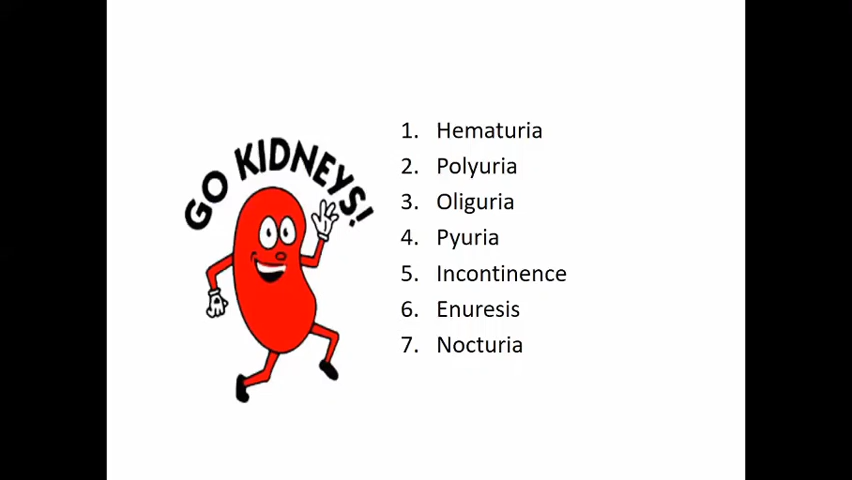 GO KIDNEYS!
1. Hematuria
2. Polyuria
3. Oliguria
4. Pyuria
5. Incontinence
6. Enuresis
7. Nocturia